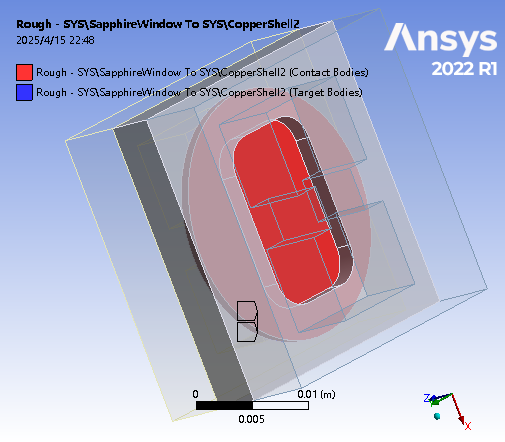 Rough - SYS\SapphireWindow To SYS\CopperShell2
2025/4/15 22:48
Ansys
2022 R1
Rough - SYS\SapphireWindow To SYS\CopperShell2 (Contact Bodies)
Rough - SYS\SapphireWindow To SYS\CopperShell2 (Target Bodies)
0
0.01 (m)
0.005
Z
X